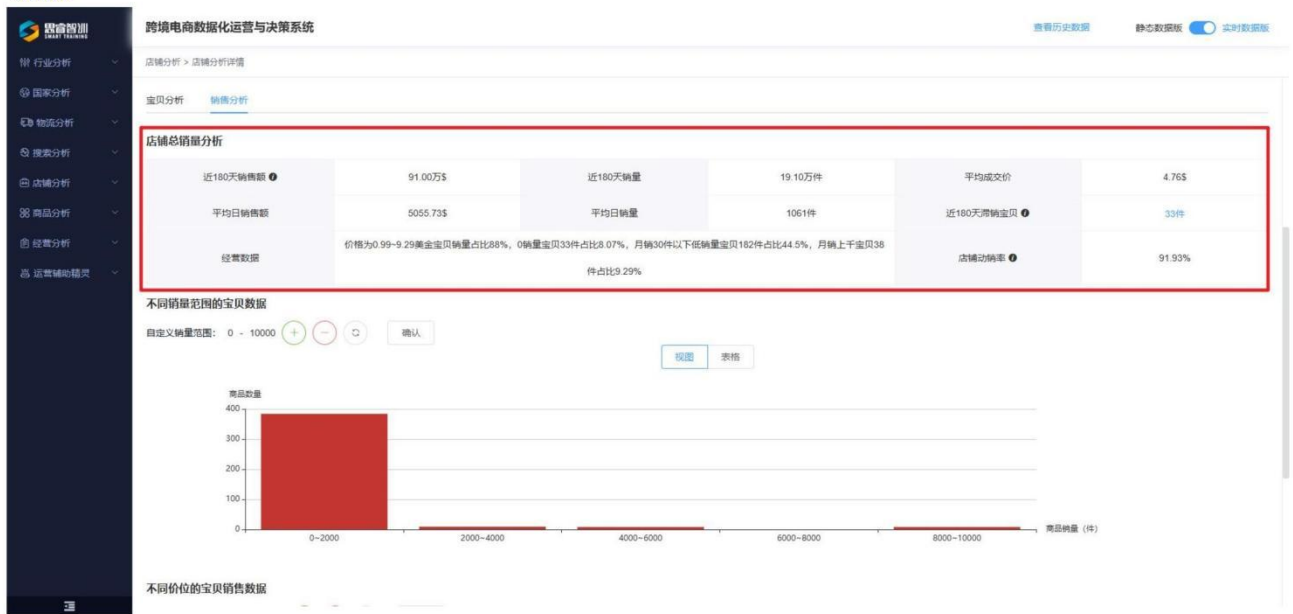 思睿智训
SMART TRAINING
跨境电商数据化运营与决策系统
查看历史数据
静态数据版
实时数据版
行业分析
国家分析
物流分析
搜索分析
店铺分析
商品分析
经营分析
运营辅助精灵
店铺分析 > 店铺分析详情
宝贝分析
销售分析
店铺总销量分析
近180天销售额 91.00万$ 近180天销量 19.10万件 平均成交价 4.76$
平均日销售额 5055.73$ 平均日销量 1061件 近180天滞销宝贝 33件
经营数据
价格为0.99~9.29美金宝贝销量占比88%，0销量宝贝33件占比8.07%，月销30件以下低销量宝贝182件占比44.5%，月销上千宝贝38
件占比9.29%
店铺动销率 91.93%
不同销量范围的宝贝数据
自定义销量范围： 0 - 10000 确认
视图 表格
商品数量
400
300
200
100
0
0~2000 2000~4000 4000~6000 6000~8000 8000~10000
商品销量（件）
不同价位的宝贝销售数据